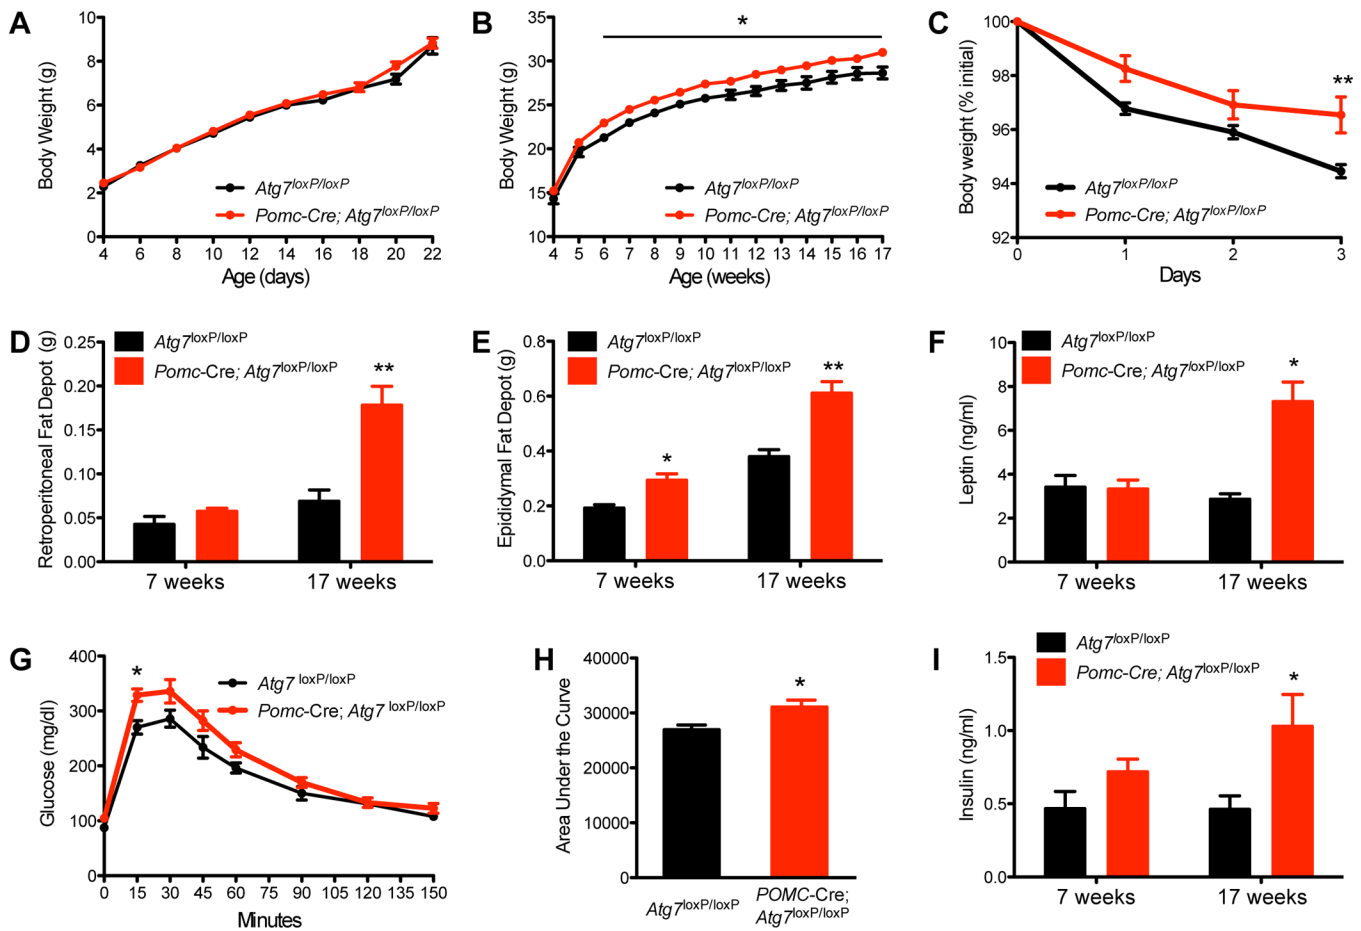 A
Body Weight (g)
10
8
6
4
2
0
Atg7loxP/loxP
Pomc-Cre; Atg7loxP/loxP
4 6 8 10 12 14 16 18 20 22
Age (days)
B
Body Weight (g)
35
30
25
20
15
10
*
Atg7loxP/loxP
Pomc-Cre; Atg7loxP/loxP
4 5 6 7 8 9 10 11 12 13 14 15 16 17
Age (weeks)
C
Body weight (% initial)
100
98
96
94
92
**
Atg7loxP/loxP
Pomc-Cre; Atg7loxP/loxP
0 1 2 3
Days
D
Retroperitoneal Fat Depot (g)
0.25
0.20
0.15
0.10
0.05
0.00
Atg7loxP/loxP
Pomc-Cre; Atg7loxP/loxP
**
7 weeks 17 weeks
E
Epididymal Fat Depot (g)
0.8
0.6
0.4
0.2
0.0
Atg7loxP/loxP
Pomc-Cre; Atg7loxP/loxP
*
**
7 weeks 17 weeks
F
Leptin (ng/ml)
10
8
6
4
2
0
Atg7loxP/loxP
Pomc-Cre; Atg7loxP/loxP
*
7 weeks 17 weeks
G
Glucose (mg/dl)
400
300
200
100
0
*
Atg7 loxP/loxP
Pomc-Cre; Atg7 loxP/loxP
0 15 30 45 60 75 90 105 120 135 150
Minutes
H
Area Under the Curve
40000
30000
20000
10000
0
*
Atg7loxP/loxP
POMC-Cre;
Atg7loxP/loxP
I
Insulin (ng/ml)
1.5
1.0
0.5
0.0
Atg7loxP/loxP
Pomc-Cre; Atg7loxP/loxP
*
7 weeks 17 weeks